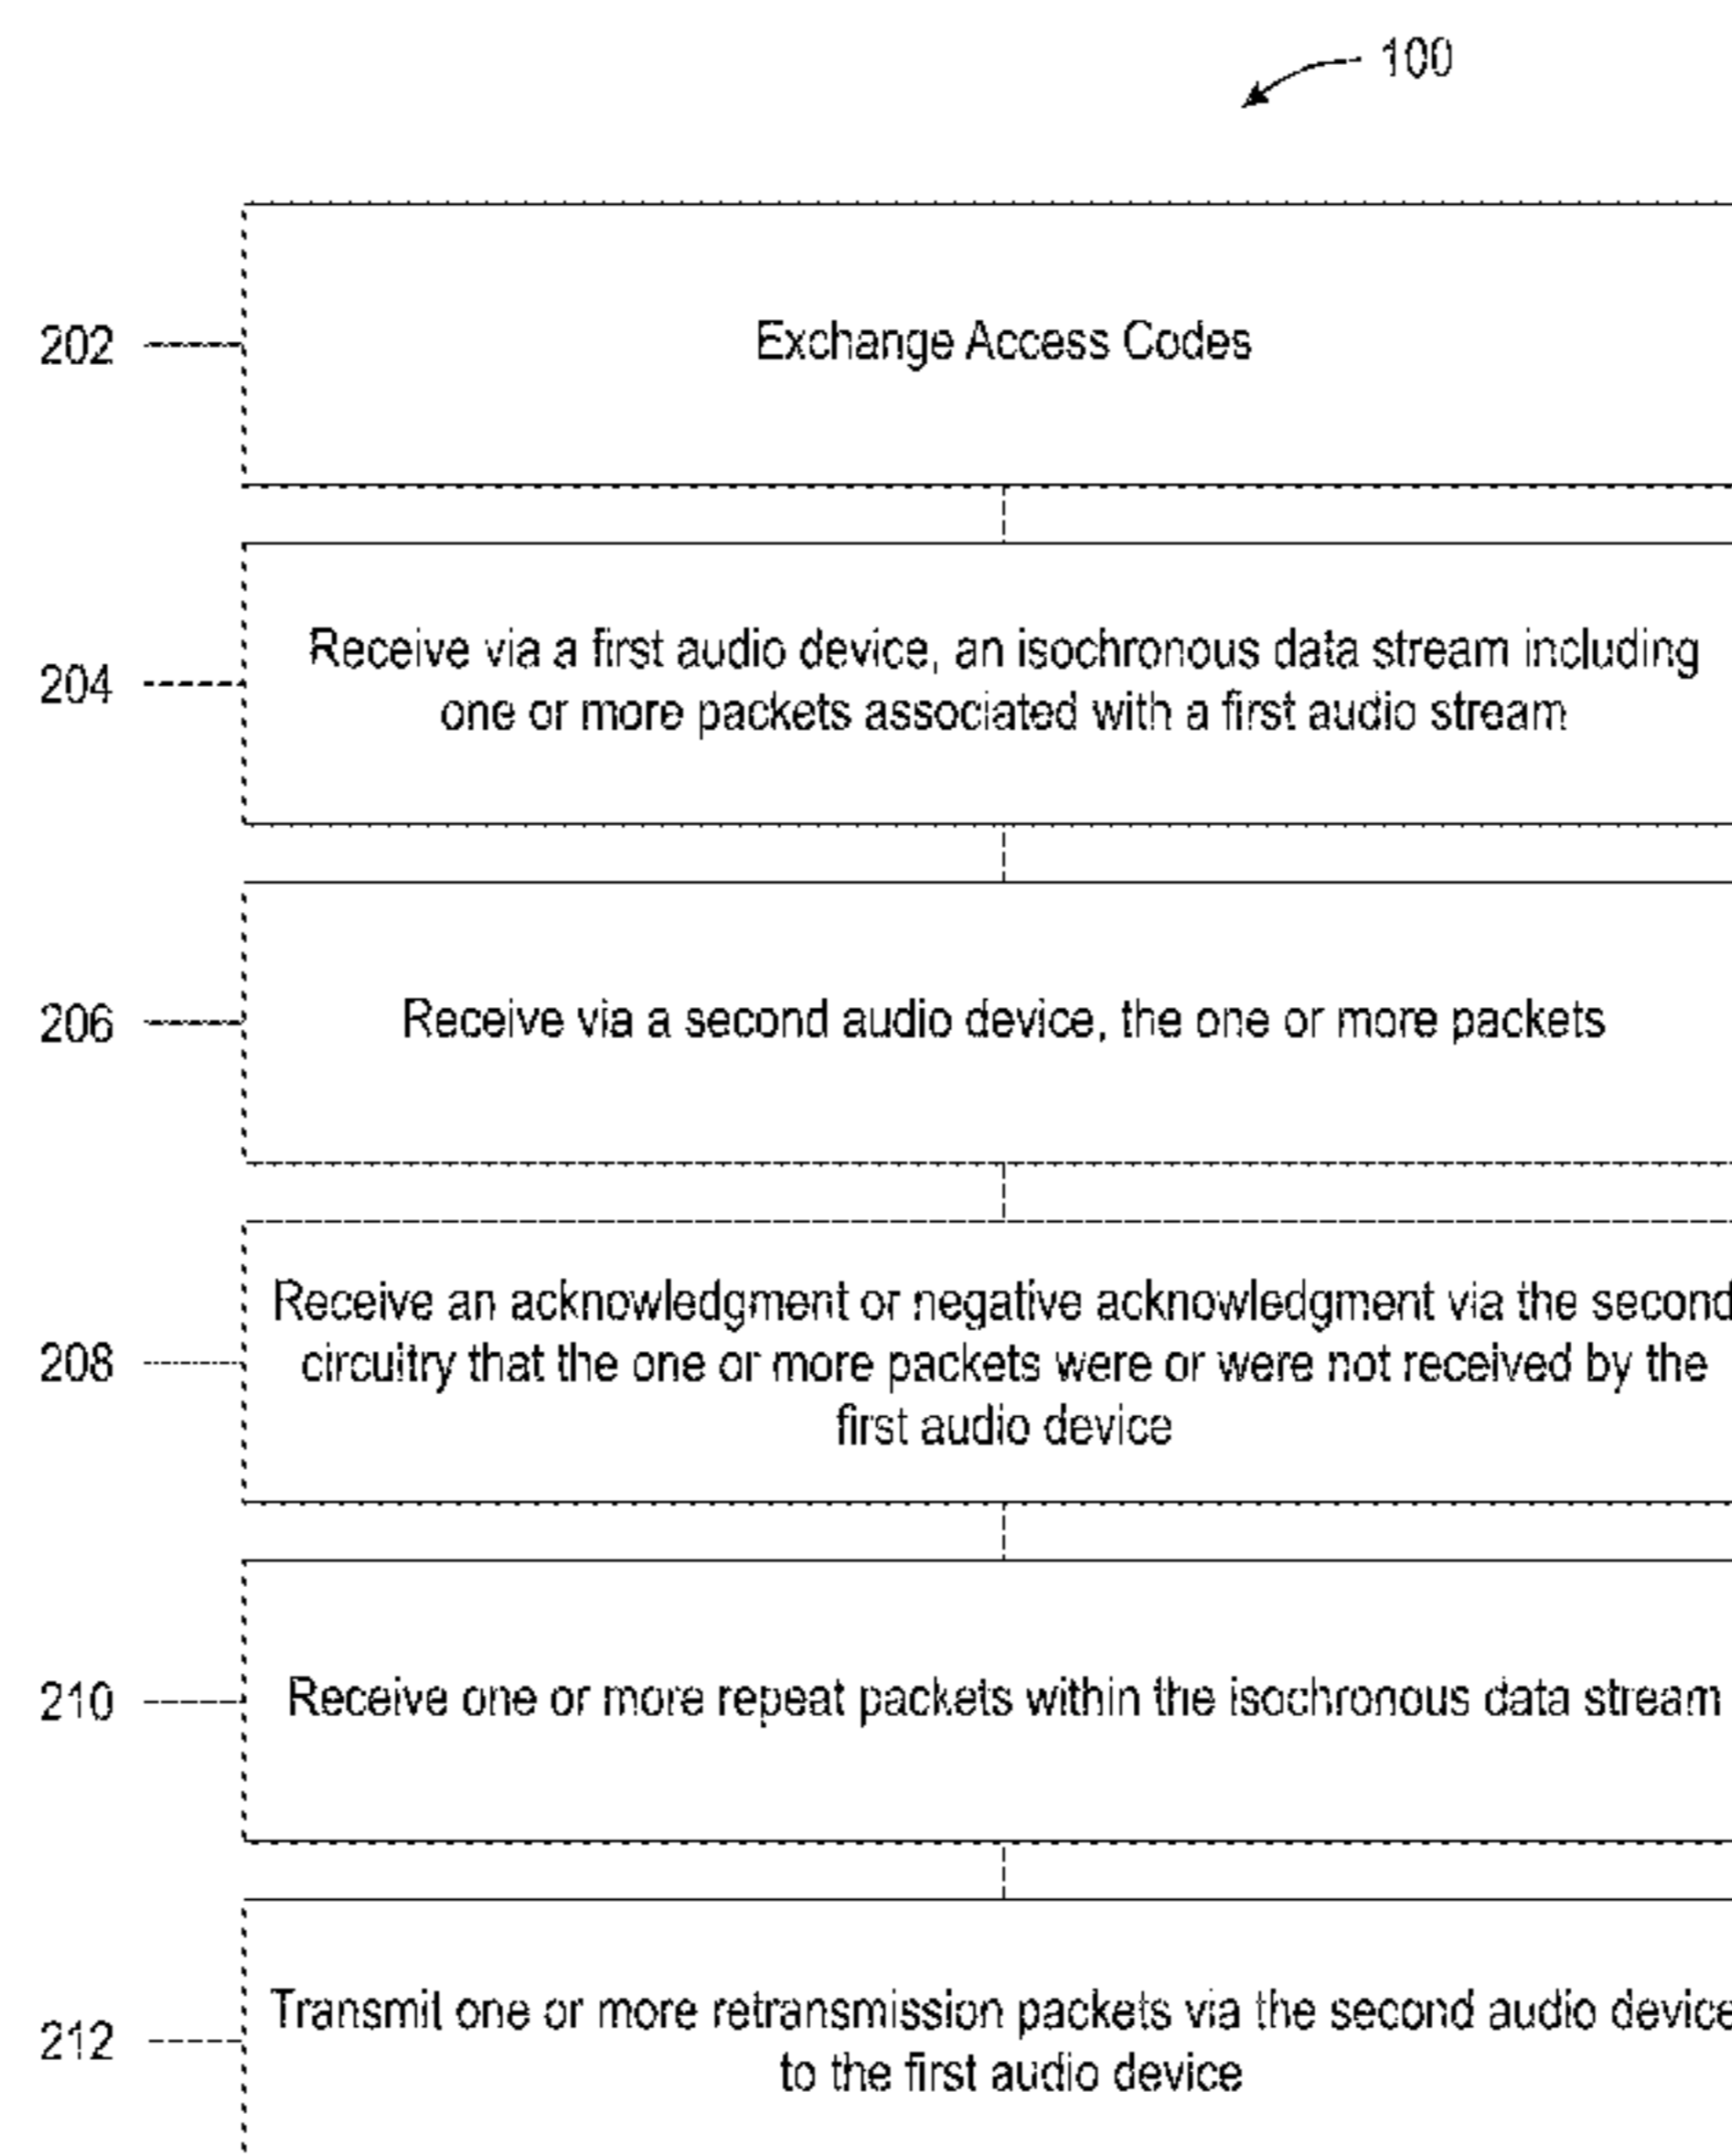 100
202
Exchange Access Codes
204
Receive via a first audio device, an isochronous data stream including
one or more packets associated with a first audio stream
206
Receive via a second audio device, the one or more packets
208
Receive an acknowledgment or negative acknowledgment via the second
circuitry that the one or more packets were or were not received by the
first audio device
210
Receive one or more repeat packets within the isochronous data stream
212
Transmit one or more retransmission packets via the second audio device
to the first audio device